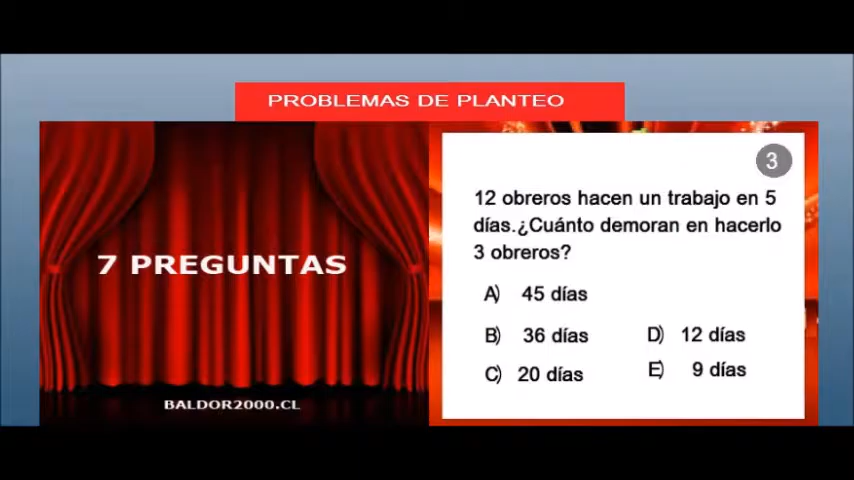 PROBLEMAS DE PLANTEO
7 PREGUNTAS
BALDOR2000.CL
3
12 obreros hacen un trabajo en 5
días.¿Cuánto demoran en hacerlo
3 obreros?
A) 45 días
B) 36 días
C) 20 días
D) 12 días
E) 9 días